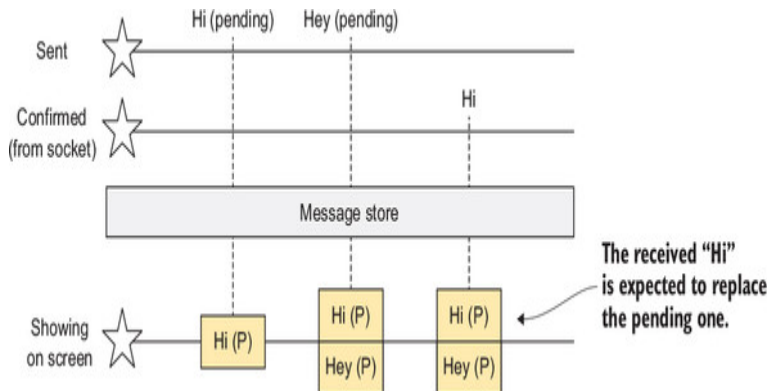 Hi (pending) Hey (pending)
Sent
Hi
Confirmed
(from socket)
Message store
The received “Hi”
is expected to replace
the pending one.
Showing
on screen
Hi (P)
Hi (P)
Hey (P)
Hi (P)
Hey (P)